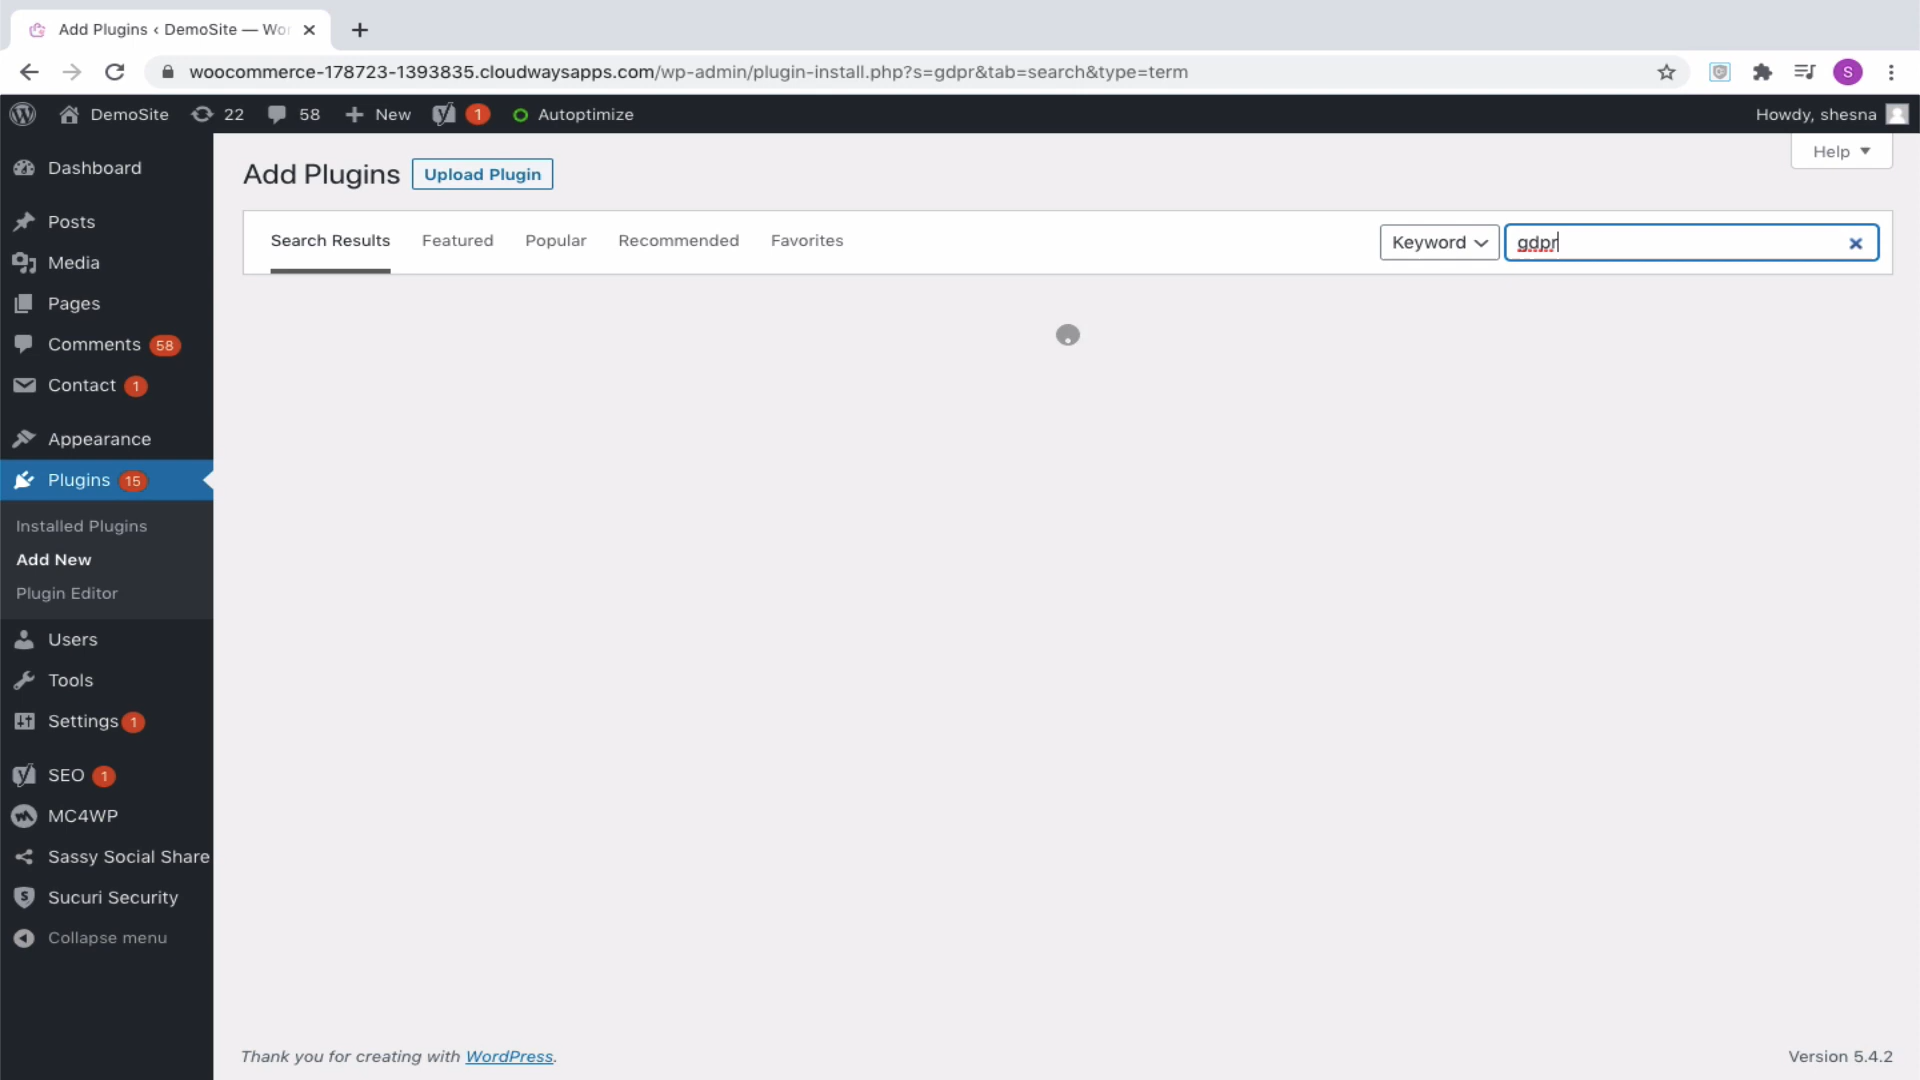 Add Plugins ‹ DemoSite — Wor
woocommerce-178723-1393835.cloudwaysapps.com/wp-admin/plugin-install.php?s=gdpr&tab=search&type=term
S
DemoSite 22 58 New 1 Autoptimize Howdy, shesna
Help
Dashboard
Posts
Media
Pages
Comments 58
Contact 1
Appearance
Plugins 15
Installed Plugins
Add New
Plugin Editor
Users
Tools
Settings 1
SEO 1
MC4WP
Sassy Social Share
Sucuri Security
Collapse menu
Add Plugins Upload Plugin
Search Results Featured Popular Recommended Favorites Keyword gdpr
Thank you for creating with WordPress.
Version 5.4.2